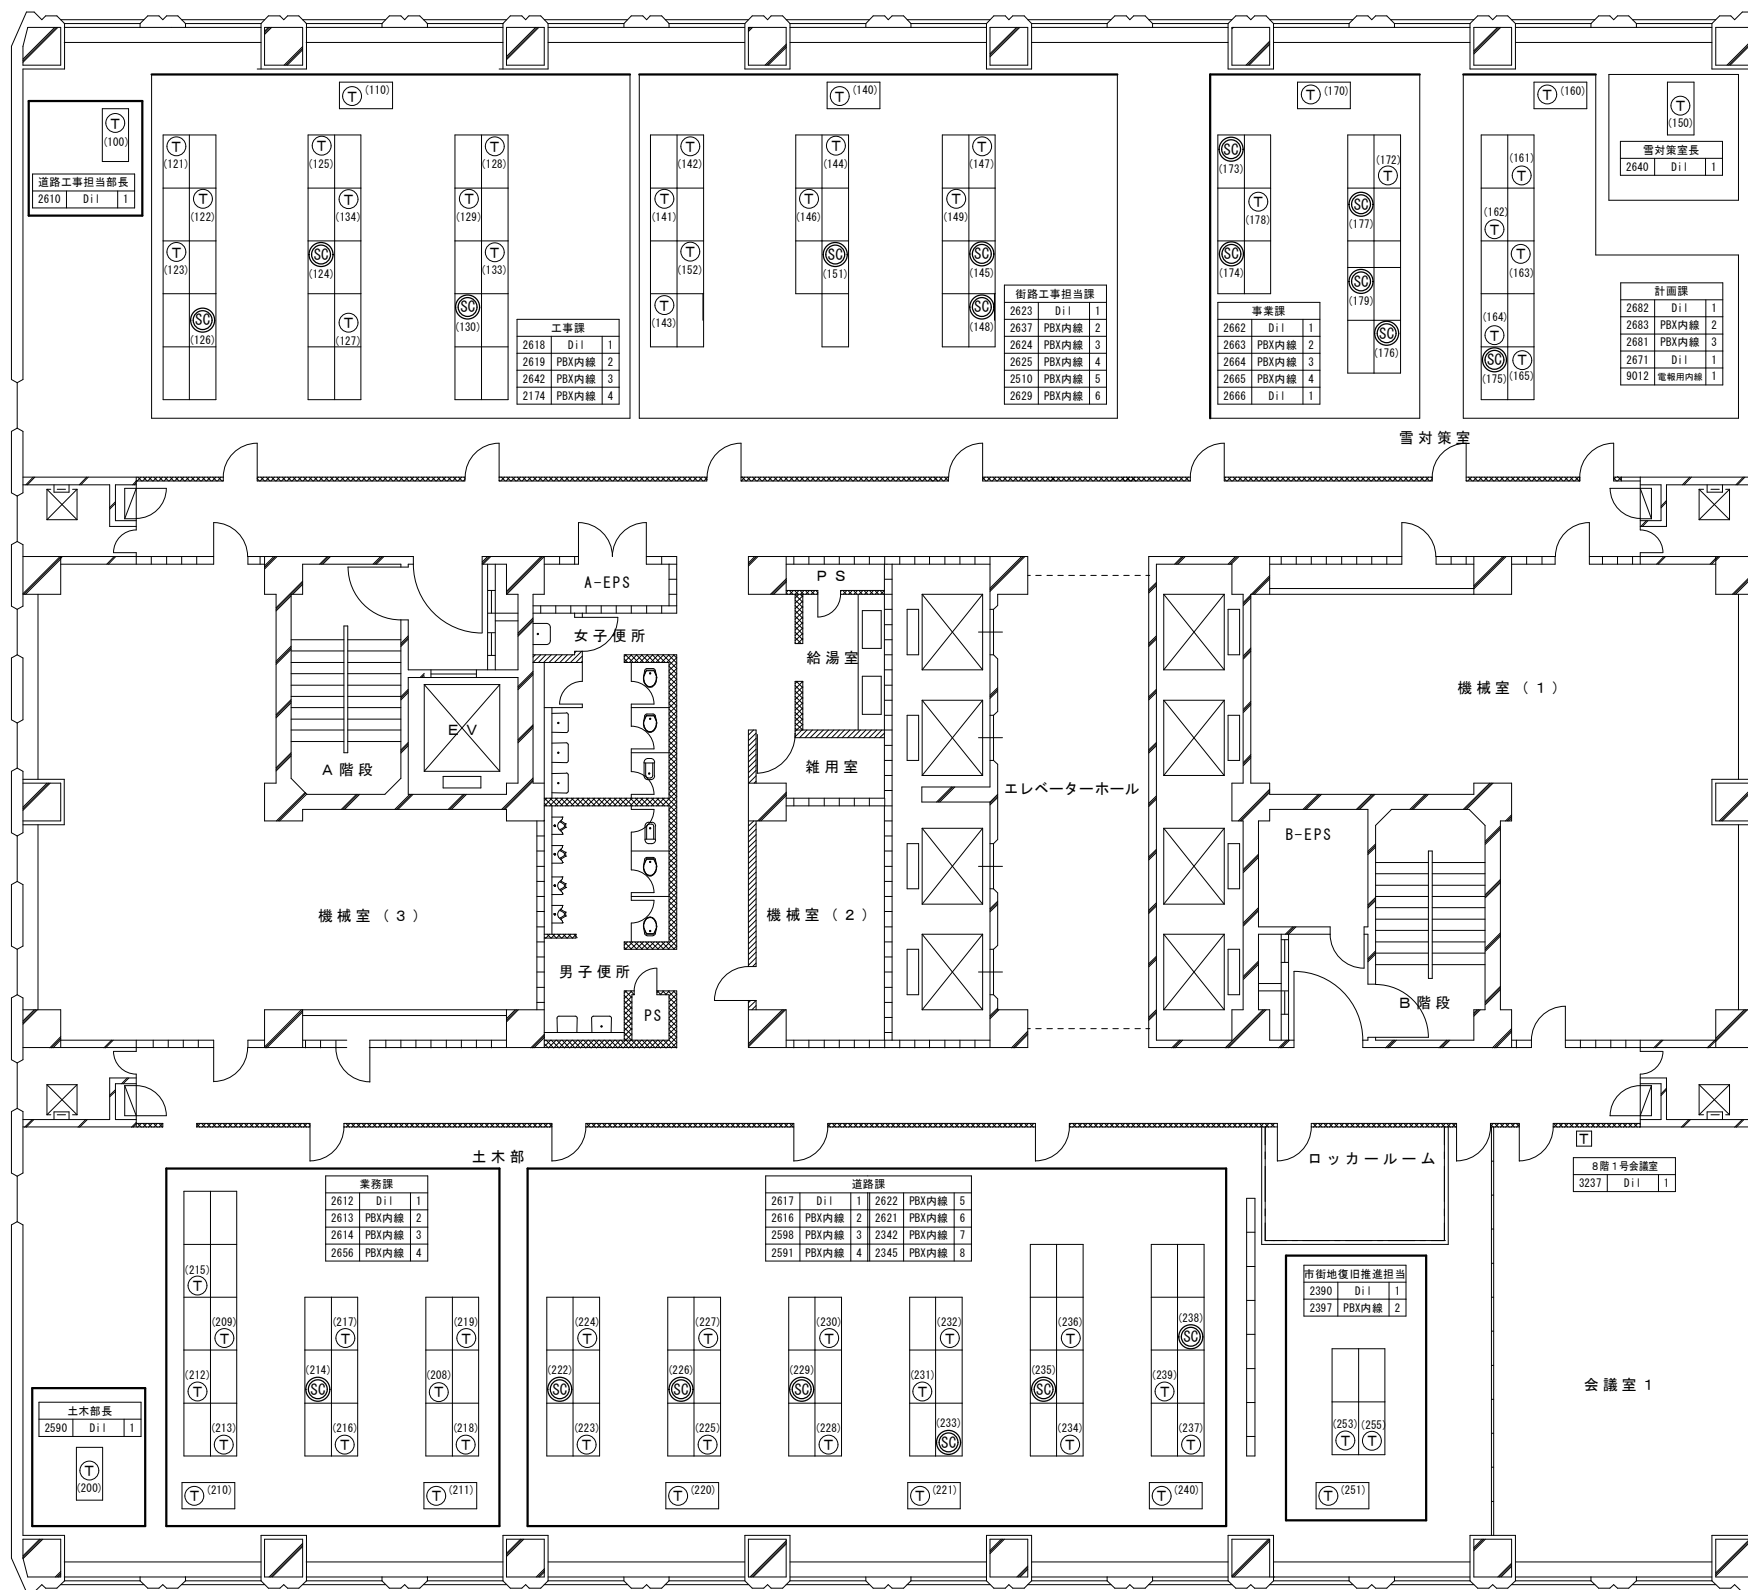 Ⓣ (110)
Ⓣ (140)
Ⓣ (170)
Ⓣ (160)
Ⓣ (100)
道路工事担当部長
2610 Dil 1
Ⓣ (121)
Ⓣ (122)
Ⓣ (123)
SC (126)
Ⓣ (125)
Ⓣ (134)
SC (124)
Ⓣ (127)
Ⓣ (128)
Ⓣ (129)
Ⓣ (133)
SC (130)
工事課
2618 Dil 1
2619 PBX内線 2
2642 PBX内線 3
2174 PBX内線 4
Ⓣ (142)
Ⓣ (141)
Ⓣ (152)
Ⓣ (143)
Ⓣ (144)
Ⓣ (146)
SC (151)
Ⓣ (147)
Ⓣ (149)
SC (145)
SC (148)
街路工事担当課
2623 Dil 1
2637 PBX内線 2
2624 PBX内線 3
2625 PBX内線 4
2510 PBX内線 5
2629 PBX内線 6
SC (173)
Ⓣ (178)
SC (174)
(172) Ⓣ
SC (177)
SC (179)
SC (176)
事業課
2662 Dil 1
2663 PBX内線 2
2664 PBX内線 3
2665 PBX内線 4
2666 Dil 1
(161) Ⓣ
(162) Ⓣ
Ⓣ (163)
(164) Ⓣ
SC (175)
Ⓣ (165)
Ⓣ (150)
雪対策室長
2640 Dil 1
計画課
2682 Dil 1
2683 PBX内線 2
2681 PBX内線 3
2671 Dil 1
9012 電報用内線 1
雪対策室
A-EPS
PS
女子便所
給湯室
機械室(1)
EV
A階段
雑用室
エレベーターホール
B-EPS
機械室(3)
機械室(2)
男子便所
PS
B階段
土木部
ロッカールーム
T
8階1号会議室
3237 Dil 1
業務課
2612 Dil 1
2613 PBX内線 2
2614 PBX内線 3
2656 PBX内線 4
道路課
2617 Dil 1 2622 PBX内線 5
2616 PBX内線 2 2621 PBX内線 6
2598 PBX内線 3 2342 PBX内線 7
2591 PBX内線 4 2345 PBX内線 8
市街地復旧推進担当
2390 Dil 1
2397 PBX内線 2
(215) Ⓣ
(209) Ⓣ
(212) Ⓣ
(213) Ⓣ
(217) Ⓣ
(214) SC
(216) Ⓣ
(219) Ⓣ
(208) Ⓣ
(218) Ⓣ
(224) Ⓣ
(222) SC
(223) Ⓣ
(227) Ⓣ
(226) SC
(225) Ⓣ
(230) Ⓣ
(229) SC
(228) Ⓣ
(232) Ⓣ
(231) Ⓣ
(233) SC
(236) Ⓣ
(235) SC
(234) Ⓣ
(238) SC
(239) Ⓣ
(237) Ⓣ
(253) Ⓣ
(255) Ⓣ
会議室1
土木部長
2590 Dil 1
Ⓣ (200)
Ⓣ (210)
Ⓣ (211)
Ⓣ (220)
Ⓣ (221)
Ⓣ (240)
Ⓣ (251)